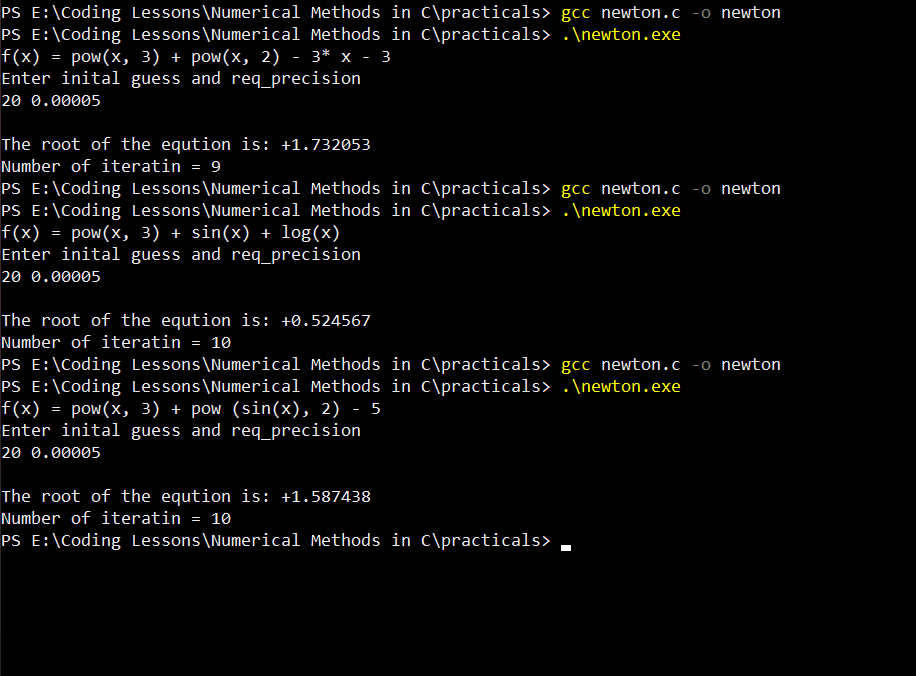 PS E:\Coding Lessons\Numerical Methods in C\practicals> gcc newton.c -o newton
PS E:\Coding Lessons\Numerical Methods in C\practicals> .\newton.exe
f(x) = pow(x, 3) + pow(x, 2) - 3* x - 3
Enter inital guess and req_precision
20 0.00005
The root of the eqution is: +1.732053
Number of iteratin = 9
PS E:\Coding Lessons\Numerical Methods in C\practicals> gcc newton.c -o newton
PS E:\Coding Lessons\Numerical Methods in C\practicals> .\newton.exe
f(x) = pow(x, 3) + sin(x) + log(x)
Enter inital guess and req_precision
20 0.00005
The root of the eqution is: +0.524567
Number of iteratin = 10
PS E:\Coding Lessons\Numerical Methods in C\practicals> gcc newton.c -o newton
PS E:\Coding Lessons\Numerical Methods in C\practicals> .\newton.exe
f(x) = pow(x, 3) + pow (sin(x), 2) - 5
Enter inital guess and req_precision
20 0.00005
The root of the eqution is: +1.587438
Number of iteratin = 10
PS E:\Coding Lessons\Numerical Methods in C\practicals>